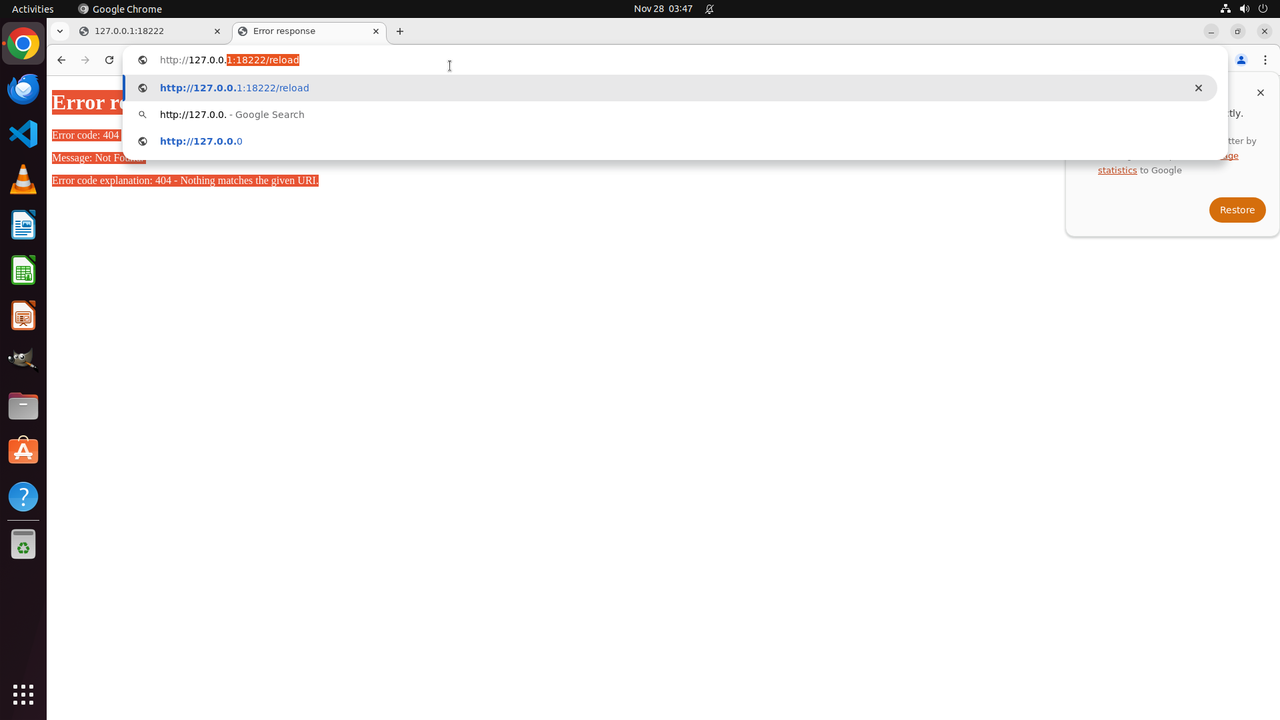 Activities
Google Chrome
Nov 28 03:47
127.0.0.1:18222
Error response
http://127.0.0.1:18222/reload
http://127.0.0.1:18222/reload
http://127.0.0. - Google Search
http://127.0.0.0
Error
Error code: 404
Message: Not
Error code explanation: 404 - Nothing matches the given URI.
tly.
tter by
statistics to Google
Restore